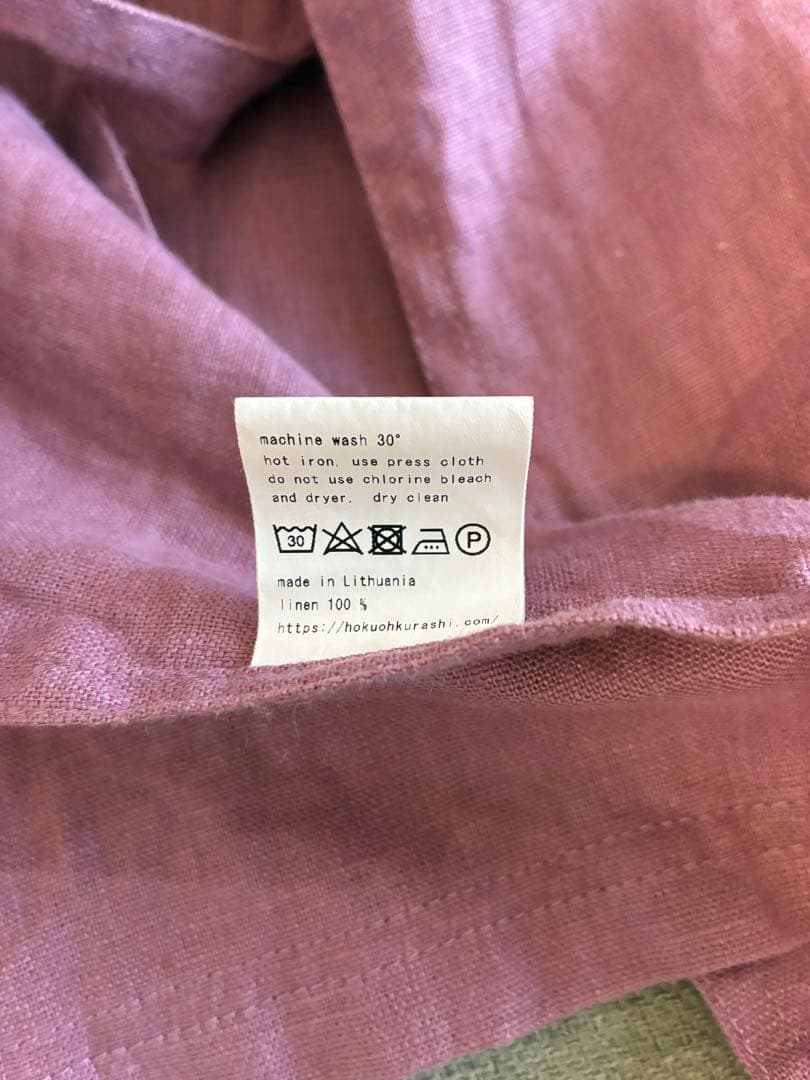 machine wash 30°
hot iron, use press cloth
do not use chlorine bleach
and dryer, dry clean
30 P
made in Lithuania
linen 100 %
https://hokuohkurashi.com/